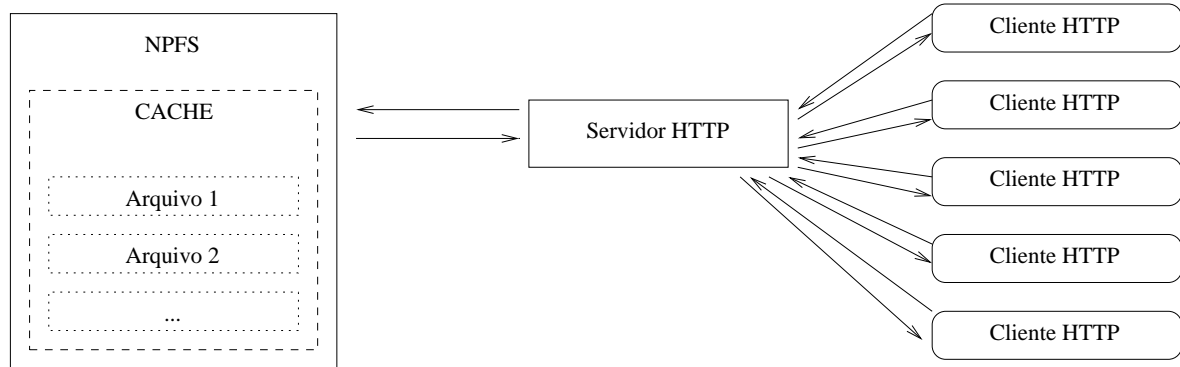 NPFS
CACHE
Arquivo 1
Arquivo 2
...
Servidor HTTP
Cliente HTTP
Cliente HTTP
Cliente HTTP
Cliente HTTP
Cliente HTTP